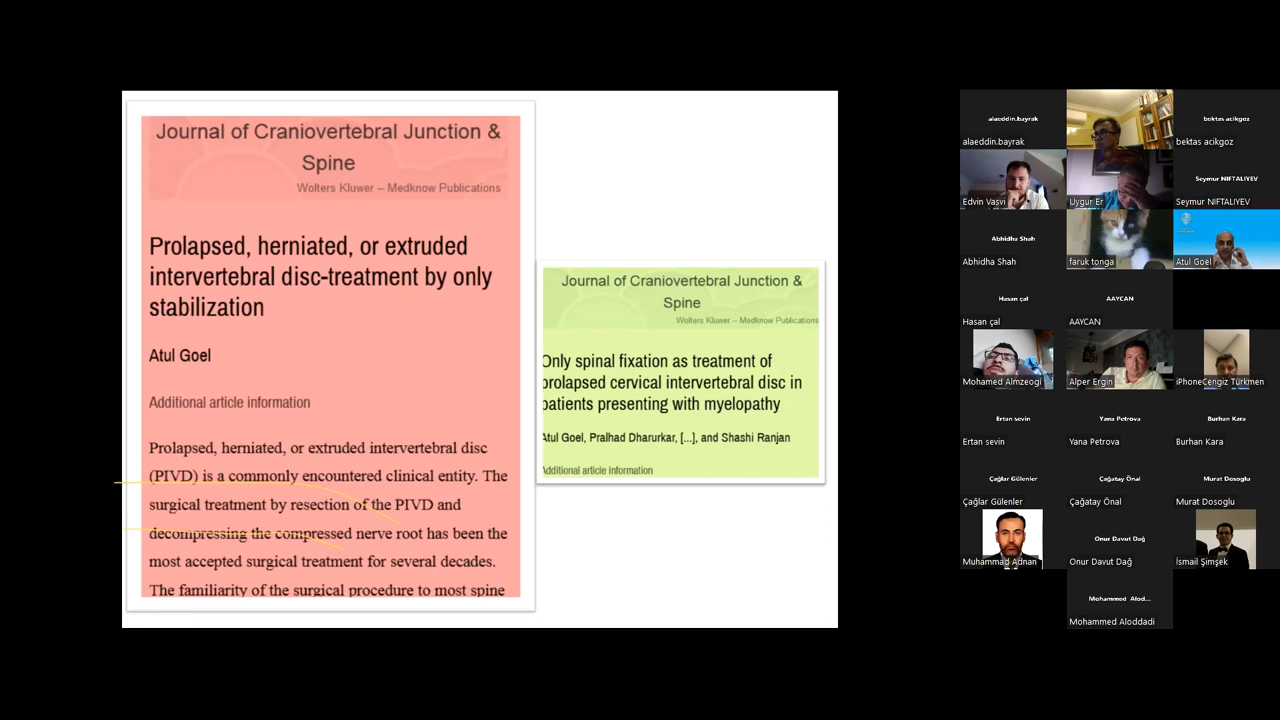 Journal of Craniovertebral Junction &
Spine
Wolters Kluwer – Medknow Publications
Prolapsed, herniated, or extruded
intervertebral disc-treatment by only
stabilization
Atul Goel
Additional article information
Prolapsed, herniated, or extruded intervertebral disc
(PIVD) is a commonly encountered clinical entity. The
surgical treatment by resection of the PIVD and
decompressing the compressed nerve root has been the
most accepted surgical treatment for several decades.
The familiarity of the surgical procedure to most spine
Journal of Craniovertebral Junction &
Spine
Wolters Kluwer – Medknow Publications
Only spinal fixation as treatment of
prolapsed cervical intervertebral disc in
patients presenting with myelopathy
Atul Goel, Pralhad Dharurkar, [...], and Shashi Ranjan
Additional article information
alaeddin.bayrak
alaeddin.bayrak
bektas acikgoz
bektas acikgoz
Edvin Vasvi
Uygur Er
Seymur NIFTALIYEV
Seymur NIFTALIYEV
Abhidha Shah
Abhidha Shah
faruk tonga
Atul Goel
Hasan çal
Hasan çal
AAYCAN
AAYCAN
Mohamed Almzeogi
Alper Ergin
iPhoneCengiz Türkmen
Ertan sevin
Ertan sevin
Yana Petrova
Yana Petrova
Burhan Kara
Burhan Kara
Çağlar Gülenler
Çağlar Gülenler
Çağatay Önal
Çağatay Önal
Murat Dosoglu
Murat Dosoglu
Muhammad Adnan
Onur Davut Dağ
Onur Davut Dağ
İsmail Şimşek
Mohammed Alod...
Mohammed Aloddadi